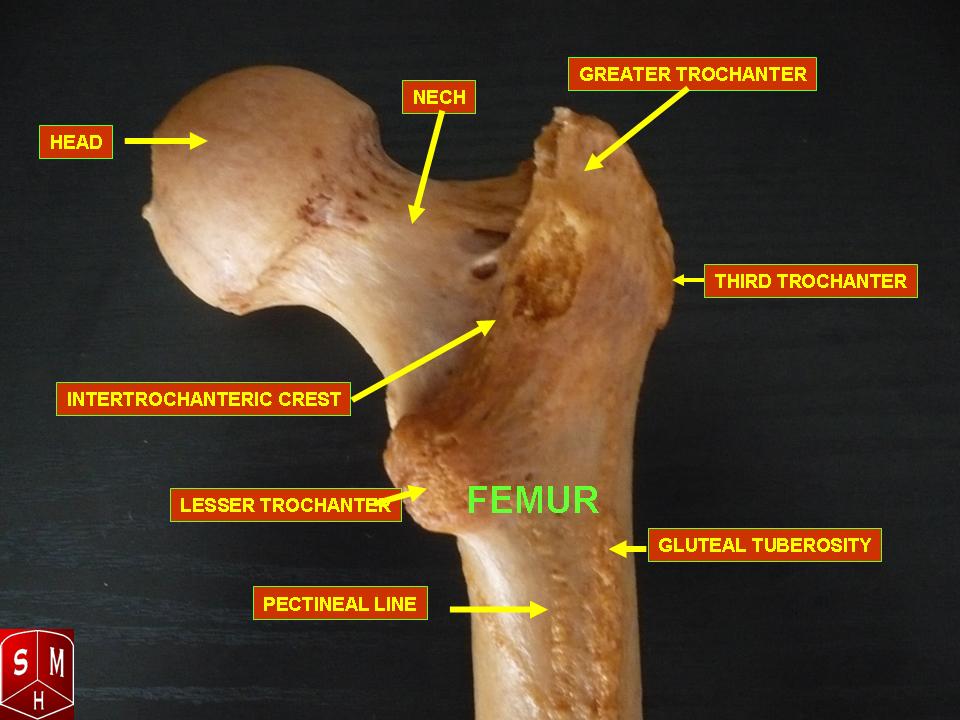 GREATER TROCHANTER
NECH
HEAD
THIRD TROCHANTER
INTERTROCHANTERIC CREST
LESSER TROCHANTER
FEMUR
GLUTEAL TUBEROSITY
PECTINEAL LINE
S M
H